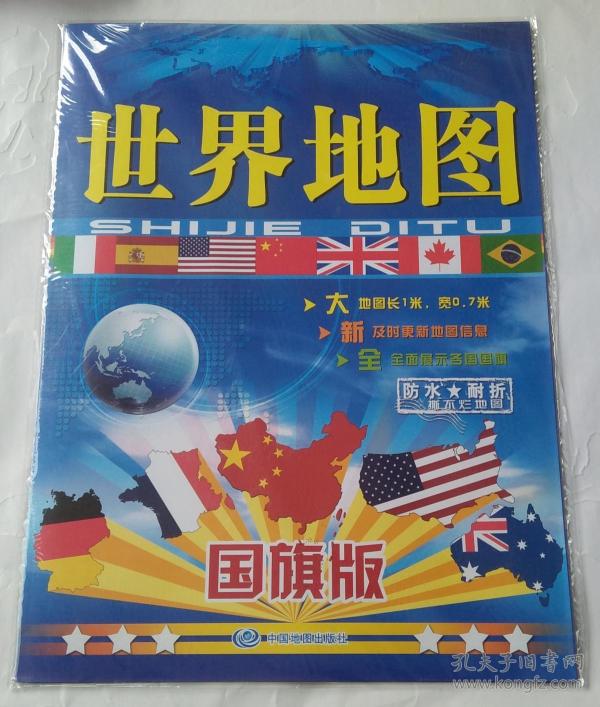 世界地图
SHIJIE DITU
大 地图长1米，宽0.7米
新 及时更新地图信息
全 全面展示各国国旗
防水★耐折
撕不烂地图
国旗版
中国地图出版社
孔夫子旧书网
www.kongfz.com